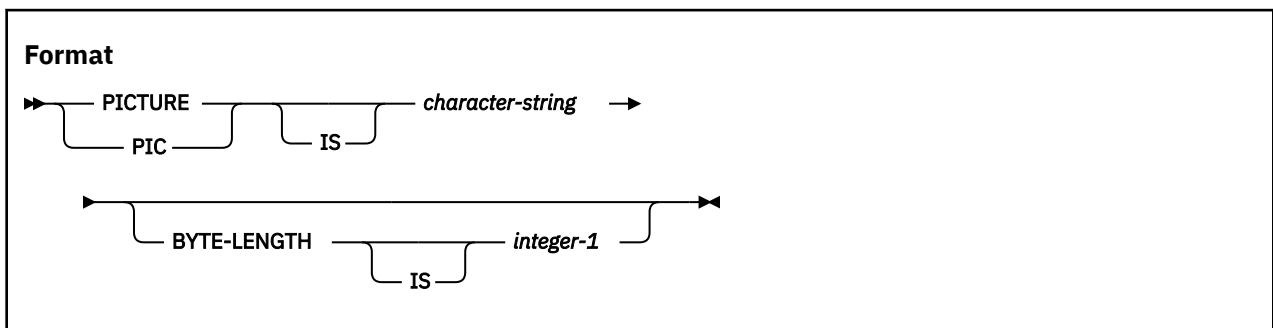 Format
PICTURE IS character-string
PIC
BYTE-LENGTH IS integer-1